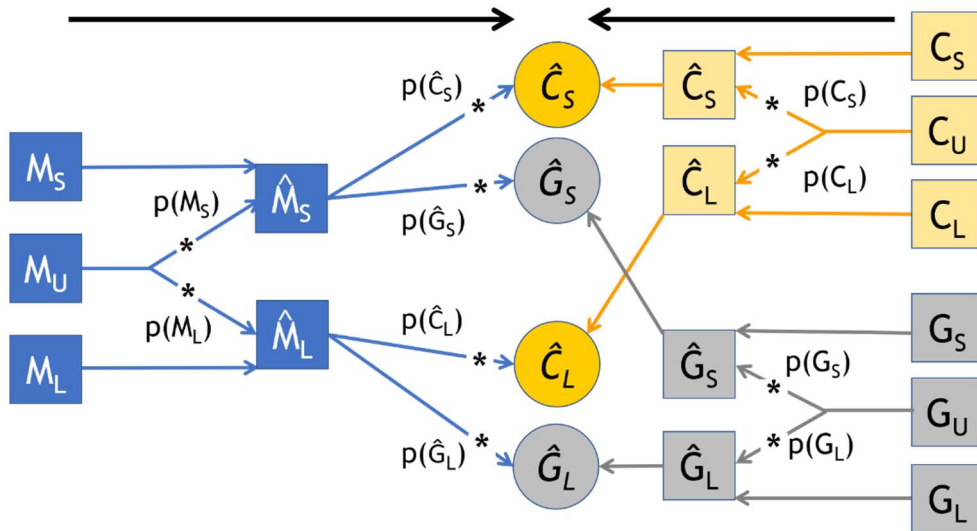 M_S
M_U
M_L
p(M_S)
*
*
p(M_L)
M̂_S
M̂_L
p(Ĉ_S)
*
*
p(Ĝ_S)
p(Ĉ_L)
*
*
p(Ĝ_L)
Ĉ_S
Ĝ_S
Ĉ_L
Ĝ_L
Ĉ_S
Ĉ_L
Ĝ_S
Ĝ_L
p(C_S)
*
*
p(C_L)
p(G_S)
*
*
p(G_L)
C_S
C_U
C_L
G_S
G_U
G_L